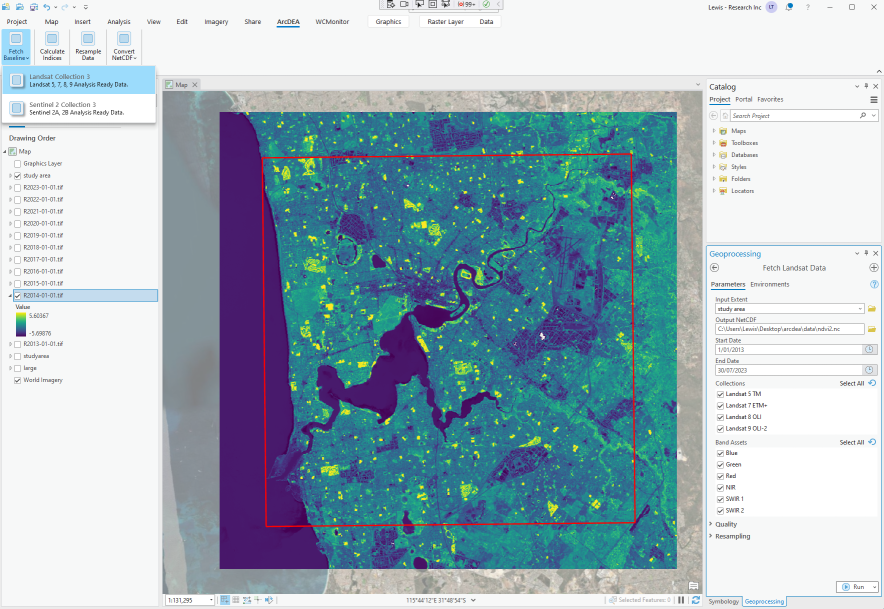 99+
Lewis - Research Inc
LT
?
Project Map Insert Analysis View Edit Imagery Share ArcDEA WCMonitor Graphics Raster Layer Data
Fetch Baseline
Calculate Indices
Resample Data
Convert NetCDF
Landsat Collection 3
Landsat 5, 7, 8, 9 Analysis Ready Data.
Sentinel 2 Collection 3
Sentinel 2A, 2B Analysis Ready Data.
Drawing Order
Map
Graphics Layer
study area
R2023-01-01.tif
R2022-01-01.tif
R2021-01-01.tif
R2020-01-01.tif
R2019-01-01.tif
R2018-01-01.tif
R2017-01-01.tif
R2016-01-01.tif
R2015-01-01.tif
R2014-01-01.tif
Value
5.60367
-5.69876
R2013-01-01.tif
studyarea
large
World Imagery
Map
1:131,295
115°44'12"E 31°48'54"S
Selected Features: 0
Catalog
Project Portal Favorites
Search Project
Maps
Toolboxes
Databases
Styles
Folders
Locators
Geoprocessing
Fetch Landsat Data
Parameters Environments
?
Input Extent
study area
Output NetCDF
C:\Users\Lewis\Desktop\arcdea\data\ndvi2.nc
Start Date
1/01/2013
End Date
30/07/2023
Collections Select All
Landsat 5 TM
Landsat 7 ETM+
Landsat 8 OLI
Landsat 9 OLI-2
Band Assets Select All
Blue
Green
Red
NIR
SWIR 1
SWIR 2
Quality
Resampling
Run
Symbology Geoprocessing